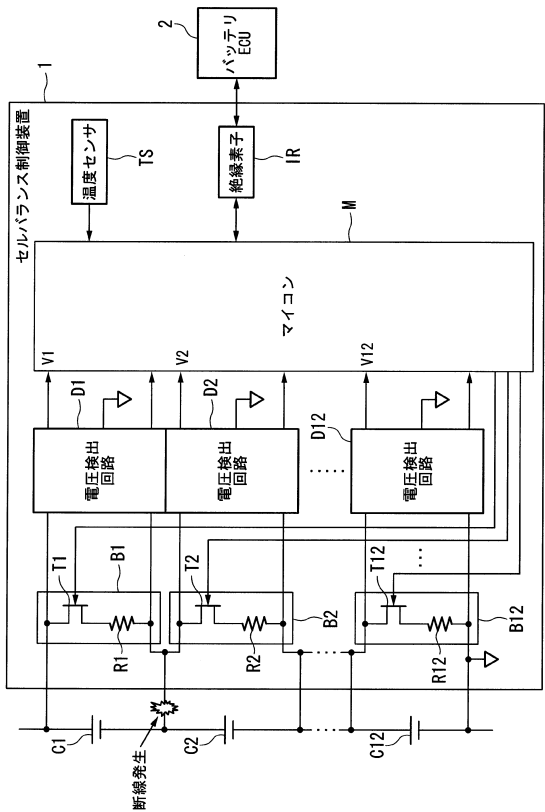 セルバランス制御装置
1
2
バッテリ
ECU
温度センサ
TS
絶縁素子
IR
マイコン
M
V1
V2
V12
D1
電圧検出
回路
D2
電圧検出
回路
D12
電圧検出
回路
T1
B1
R1
T2
B2
R2
T12
B12
R12
C1
C2
C12
断線発生